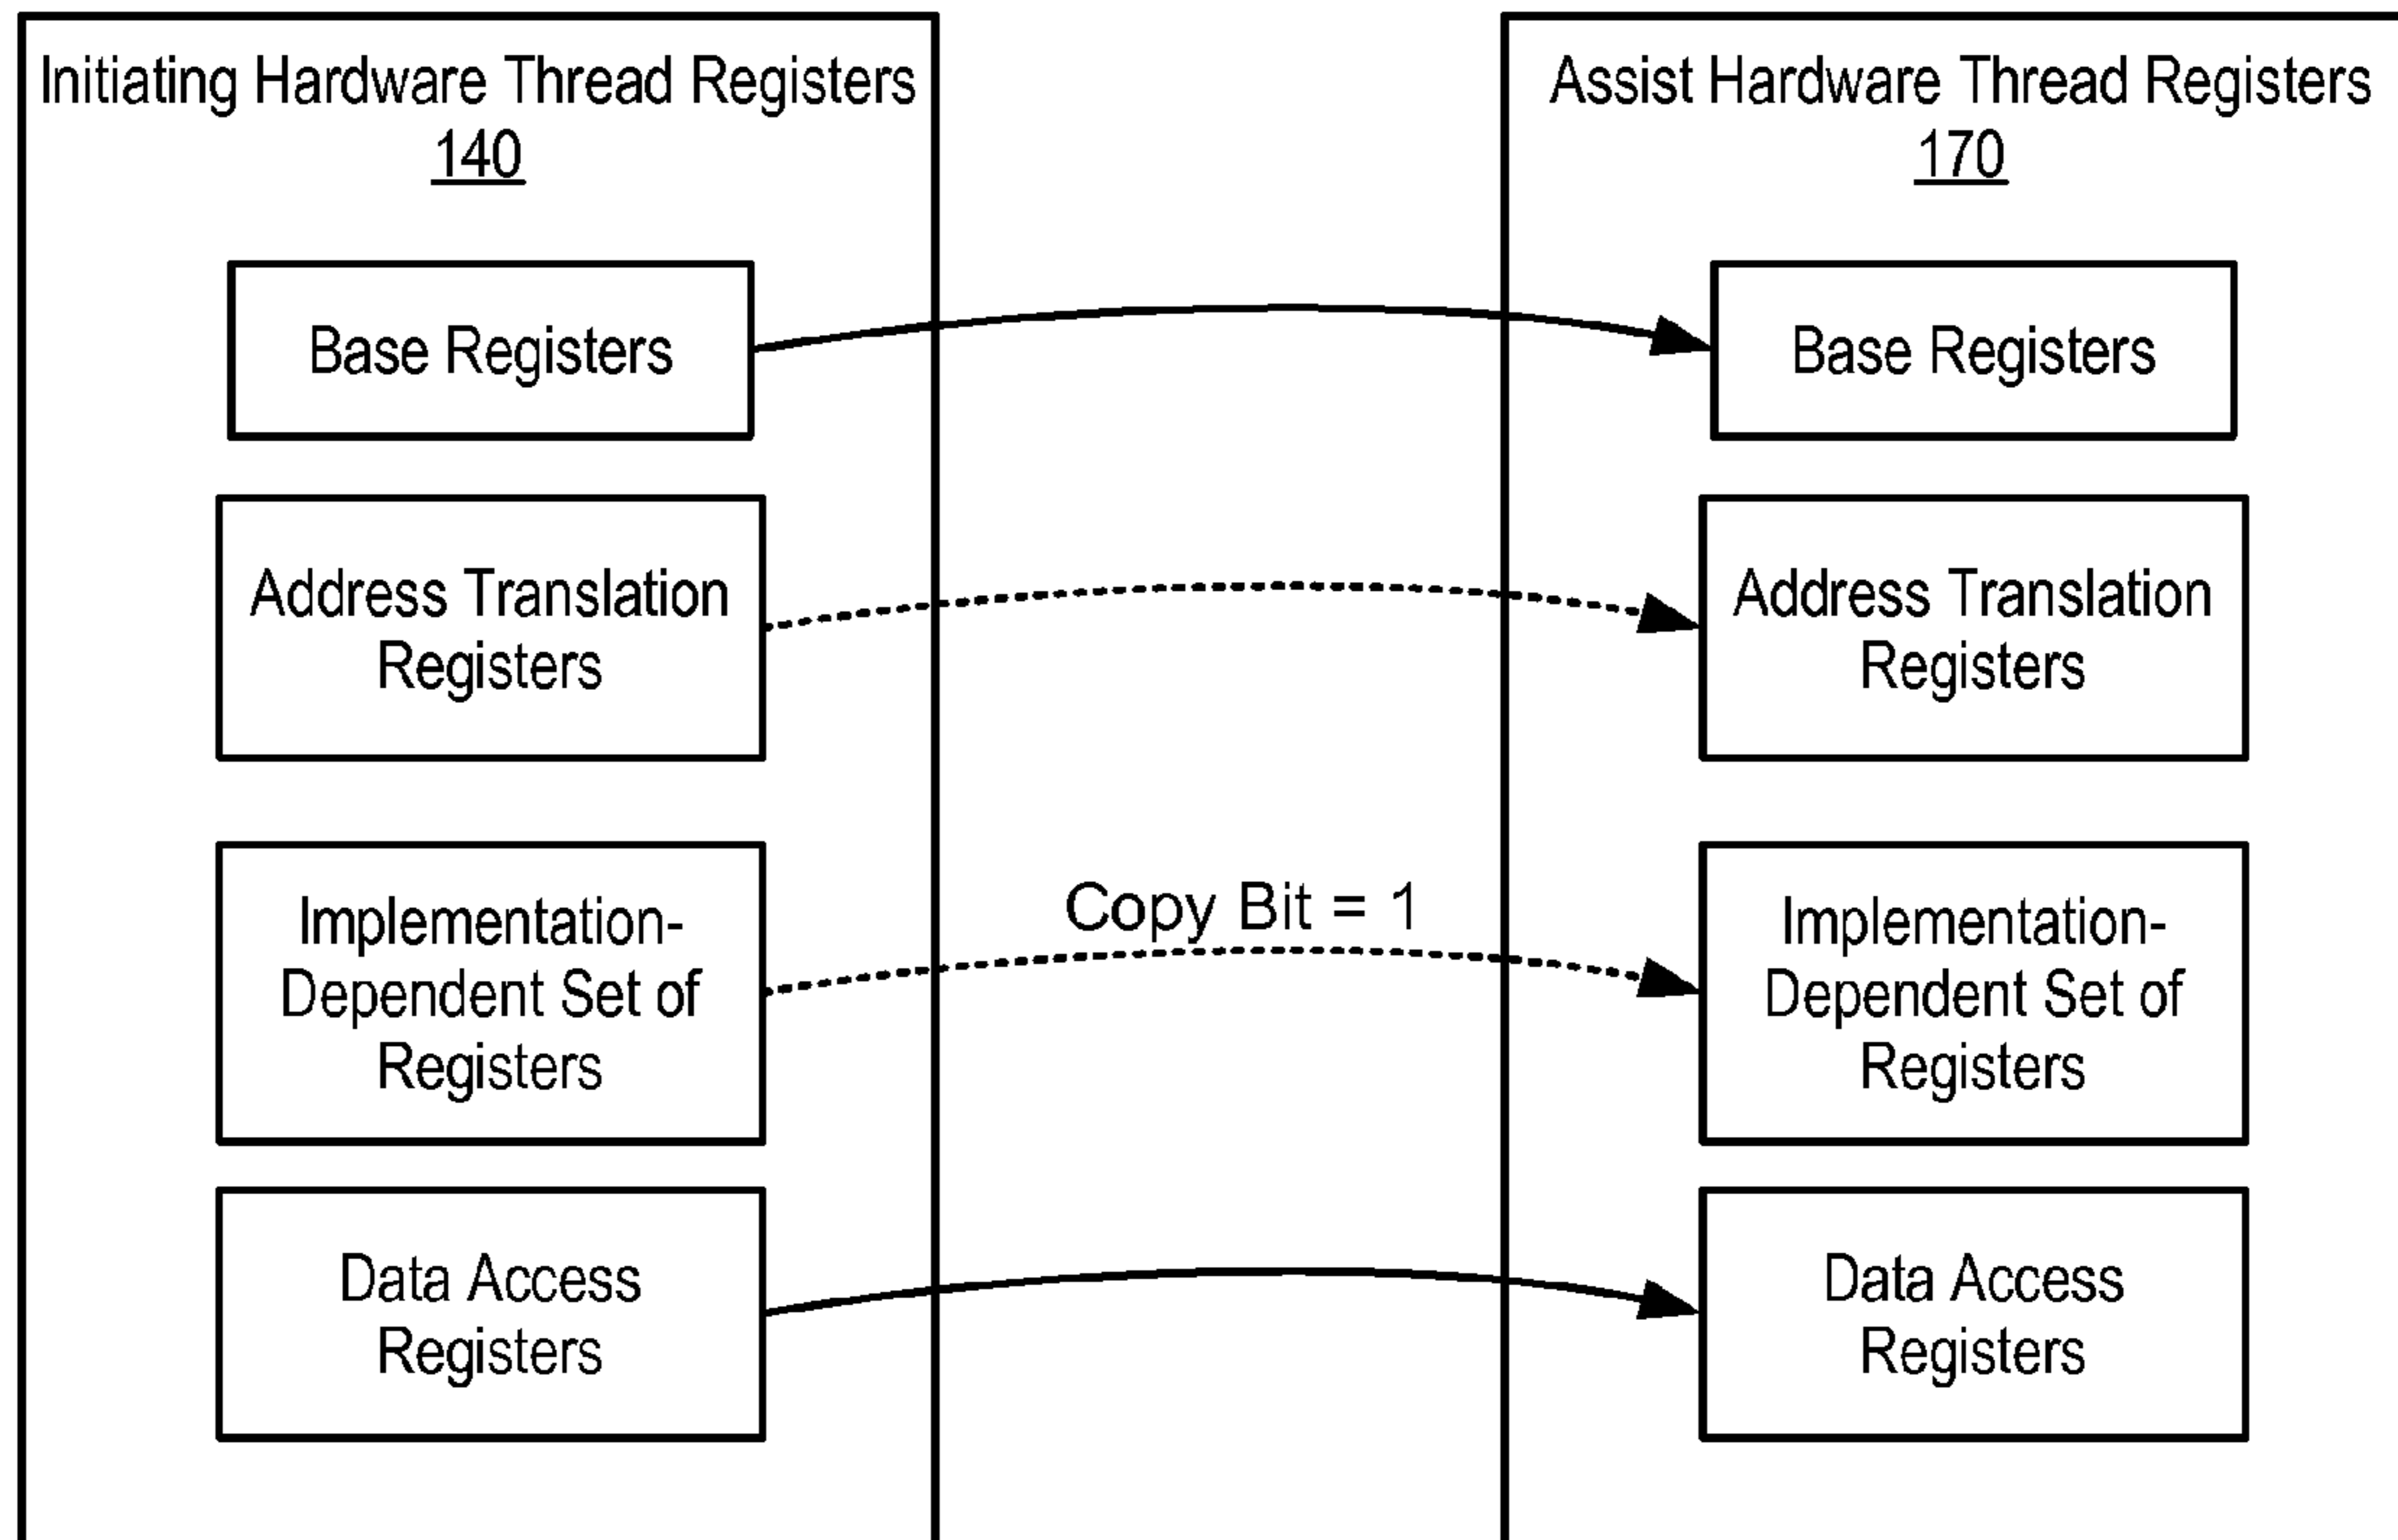 Initiating Hardware Thread Registers
140
Base Registers
Address Translation
Registers
Implementation-
Dependent Set of
Registers
Data Access
Registers
Copy Bit = 1
Assist Hardware Thread Registers
170
Base Registers
Address Translation
Registers
Implementation-
Dependent Set of
Registers
Data Access
Registers